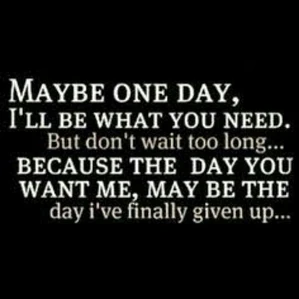 MAYBE ONE DAY,
I'LL BE WHAT YOU NEED.
But don't wait too long...
BECAUSE THE DAY YOU
WANT ME, MAY BE THE
day i've finally given up...